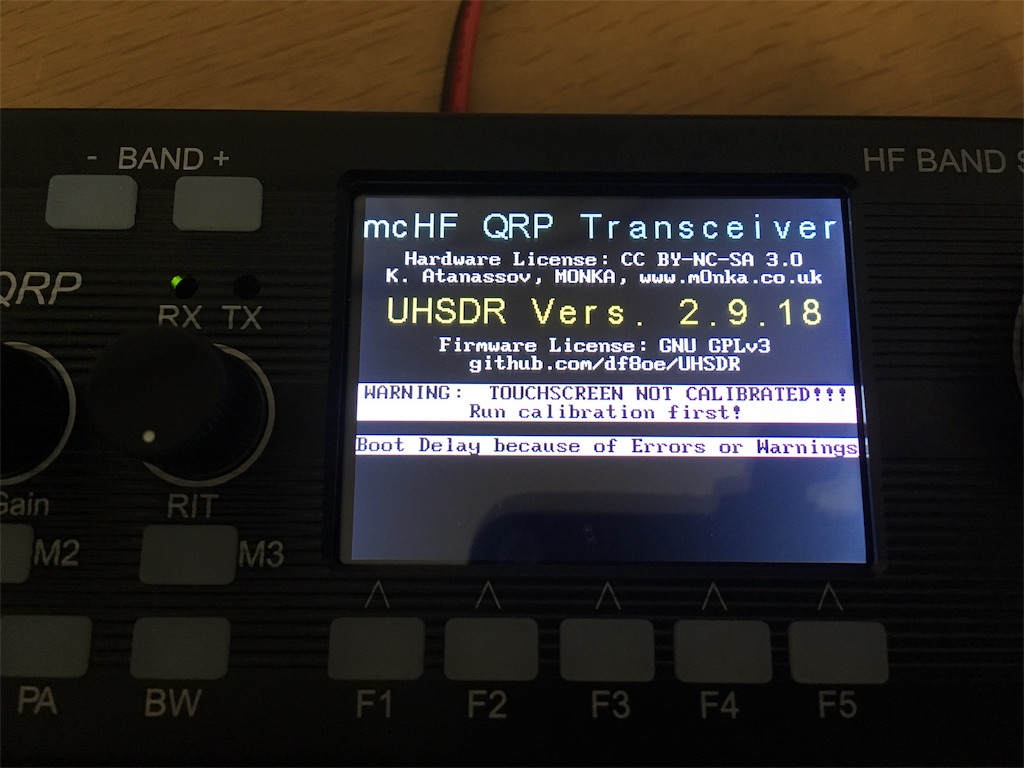 - BAND +
HF BAND
mcHF QRP Transceiver
Hardware License: CC BY-NC-SA 3.0
K. Atanassov, M0NKA, www.m0nka.co.uk
QRP
UHSDR Vers. 2.9.18
RX TX
Firmware License: GNU GPLv3
github.com/df8oe/UHSDR
WARNING: TOUCHSCREEN NOT CALIBRATED!!!
Run calibration first!
Boot Delay because of Errors or Warnings
Gain
RIT
M2
M3
PA
BW
F1
F2
F3
F4
F5